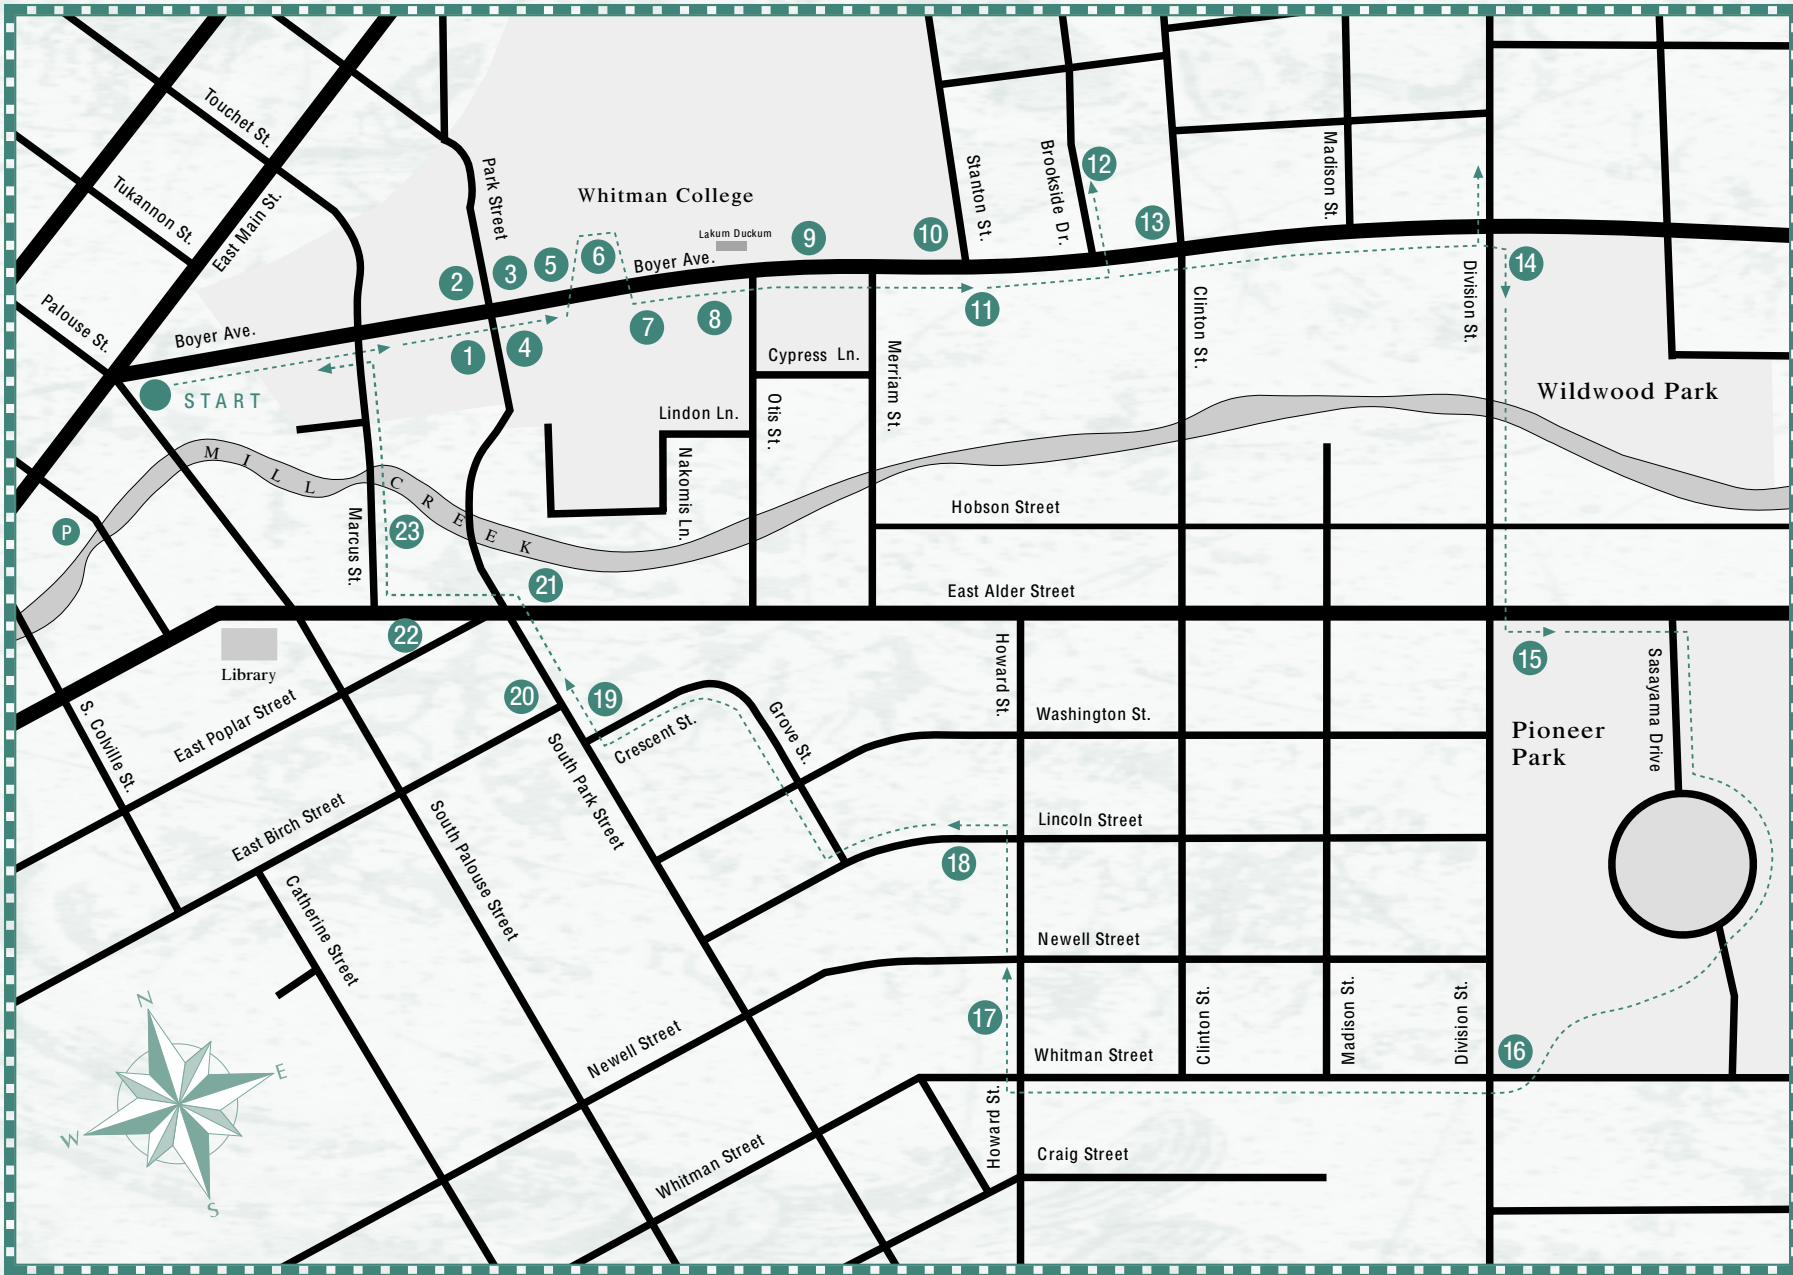 Touchet St.
Tukannon St.
East Main St.
Palouse St.
Boyer Ave.
START
Park Street
Whitman College
Lakum Duckum
Boyer Ave.
1
2
3
4
5
6
7
8
9
10
11
12
13
14
Stanton St.
Brookside Dr.
Madison St.
Division St.
Clinton St.
Merriam St.
Cypress Ln.
Otis St.
Lindon Ln.
Nakomis Ln.
Wildwood Park
MILL CREEK
P
Marcus St.
23
21
22
Hobson Street
East Alder Street
Library
S. Colville St.
East Poplar Street
East Birch Street
Catherine Street
South Palouse Street
South Park Street
20
19
Crescent St.
Grove St.
Howard St.
Washington St.
Lincoln Street
18
Newell Street
17
Whitman Street
Clinton St.
Madison St.
Division St.
15
Sasayama Drive
Pioneer
Park
16
Newell Street
Whitman Street
Howard St.
Craig Street
N
E
W
S